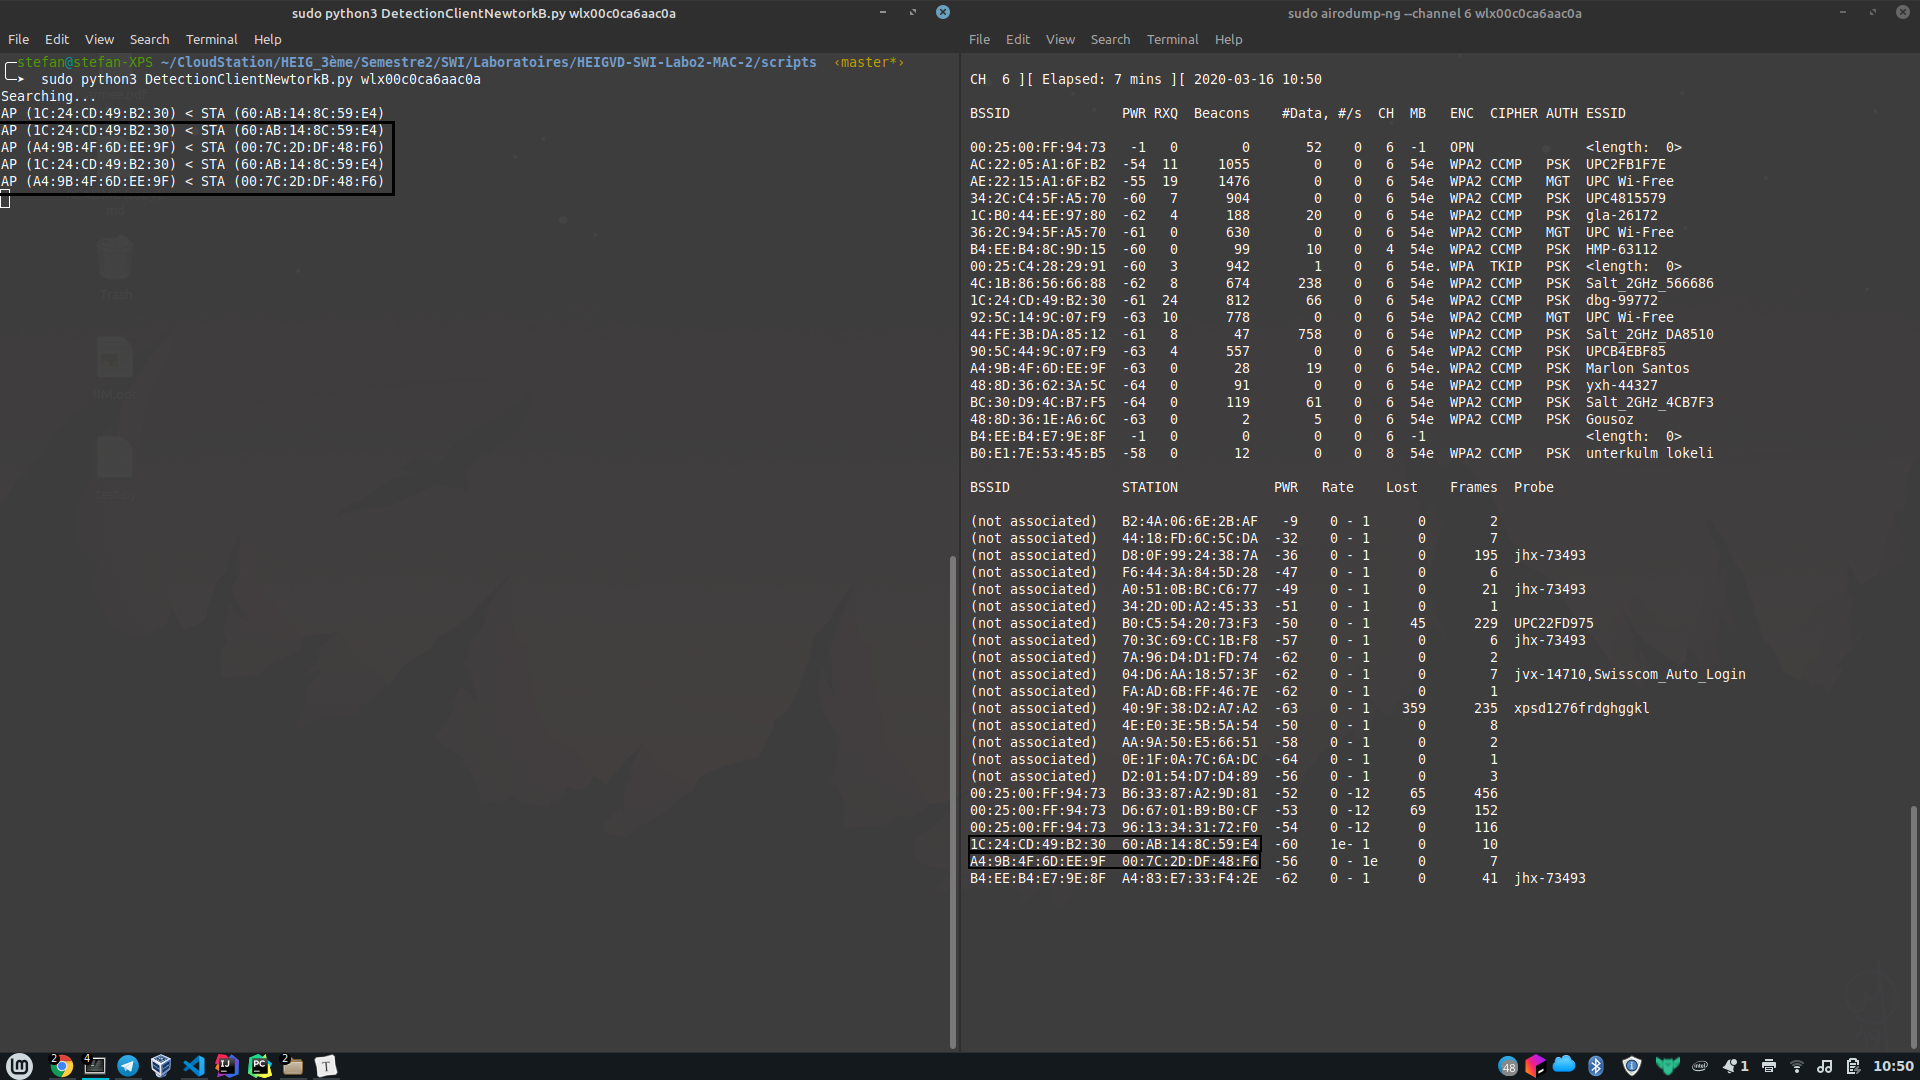 sudo python3 DetectionClientNewtorkB.py wlx00c0ca6aac0a
File Edit View Search Terminal Help
stefan@stefan-XPS ~/CloudStation/HEIG_3ème/Semestre2/SWI/Laboratoires/HEIGVD-SWI-Labo2-MAC-2/scripts ‹master*›
➤ sudo python3 DetectionClientNewtorkB.py wlx00c0ca6aac0a
Searching...
AP (1C:24:CD:49:B2:30) < STA (60:AB:14:8C:59:E4)
AP (1C:24:CD:49:B2:30) < STA (60:AB:14:8C:59:E4)
AP (A4:9B:4F:6D:EE:9F) < STA (00:7C:2D:DF:48:F6)
AP (1C:24:CD:49:B2:30) < STA (60:AB:14:8C:59:E4)
AP (A4:9B:4F:6D:EE:9F) < STA (00:7C:2D:DF:48:F6)
Trash
sudo airodump-ng --channel 6 wlx00c0ca6aac0a
File Edit View Search Terminal Help
CH 6 ][ Elapsed: 7 mins ][ 2020-03-16 10:50
BSSID PWR RXQ Beacons #Data, #/s CH MB ENC CIPHER AUTH ESSID
00:25:00:FF:94:73 -1 0 0 52 0 6 -1 OPN <length: 0>
AC:22:05:A1:6F:B2 -54 11 1055 0 0 6 54e WPA2 CCMP PSK UPC2FB1F7E
AE:22:15:A1:6F:B2 -55 19 1476 0 0 6 54e WPA2 CCMP MGT UPC Wi-Free
34:2C:C4:5F:A5:70 -60 7 904 0 0 6 54e WPA2 CCMP PSK UPC4815579
1C:B0:44:EE:97:80 -62 4 188 20 0 6 54e WPA2 CCMP PSK gla-26172
36:2C:94:5F:A5:70 -61 0 630 0 0 6 54e WPA2 CCMP MGT UPC Wi-Free
B4:EE:B4:8C:9D:15 -60 0 99 10 0 4 54e WPA2 CCMP PSK HMP-63112
00:25:C4:28:29:91 -60 3 942 1 0 6 54e. WPA TKIP PSK <length: 0>
4C:1B:86:56:66:88 -62 8 674 238 0 6 54e WPA2 CCMP PSK Salt_2GHz_566686
1C:24:CD:49:B2:30 -61 24 812 66 0 6 54e WPA2 CCMP PSK dbg-99772
92:5C:14:9C:07:F9 -63 10 778 0 0 6 54e WPA2 CCMP MGT UPC Wi-Free
44:FE:3B:DA:85:12 -61 8 47 758 0 6 54e WPA2 CCMP PSK Salt_2GHz_DA8510
90:5C:44:9C:07:F9 -63 4 557 0 0 6 54e WPA2 CCMP PSK UPCB4EBF85
A4:9B:4F:6D:EE:9F -63 0 28 19 0 6 54e. WPA2 CCMP PSK Marlon Santos
48:8D:36:62:3A:5C -64 0 91 0 0 6 54e WPA2 CCMP PSK yxh-44327
BC:30:D9:4C:B7:F5 -64 0 119 61 0 6 54e WPA2 CCMP PSK Salt_2GHz_4CB7F3
48:8D:36:1E:A6:6C -63 0 2 5 0 6 54e WPA2 CCMP PSK Gousoz
B4:EE:B4:E7:9E:8F -1 0 0 0 0 6 -1 <length: 0>
B0:E1:7E:53:45:B5 -58 0 12 0 0 8 54e WPA2 CCMP PSK unterkulm lokeli
BSSID STATION PWR Rate Lost Frames Probe
(not associated) B2:4A:06:6E:2B:AF -9 0 - 1 0 2
(not associated) 44:18:FD:6C:5C:DA -32 0 - 1 0 7
(not associated) D8:0F:99:24:38:7A -36 0 - 1 0 195 jhx-73493
(not associated) F6:44:3A:84:5D:28 -47 0 - 1 0 6
(not associated) A0:51:0B:BC:C6:77 -49 0 - 1 0 21 jhx-73493
(not associated) 34:2D:0D:A2:45:33 -51 0 - 1 0 1
(not associated) B0:C5:54:20:73:F3 -50 0 - 1 45 229 UPC22FD975
(not associated) 70:3C:69:CC:1B:F8 -57 0 - 1 0 6 jhx-73493
(not associated) 7A:96:D4:D1:FD:74 -62 0 - 1 0 2
(not associated) 04:D6:AA:18:57:3F -62 0 - 1 0 7 jvx-14710,Swisscom_Auto_Login
(not associated) FA:AD:6B:FF:46:7E -62 0 - 1 0 1
(not associated) 40:9F:38:D2:A7:A2 -63 0 - 1 359 235 xpsd1276frdghggkl
(not associated) 4E:E0:3E:5B:5A:54 -50 0 - 1 0 8
(not associated) AA:9A:50:E5:66:51 -58 0 - 1 0 2
(not associated) 0E:1F:0A:7C:6A:DC -64 0 - 1 0 1
(not associated) D2:01:54:D7:D4:89 -56 0 - 1 0 3
00:25:00:FF:94:73 B6:33:87:A2:9D:81 -52 0 -12 65 456
00:25:00:FF:94:73 D6:67:01:B9:B0:CF -53 0 -12 69 152
00:25:00:FF:94:73 96:13:34:31:72:F0 -54 0 -12 0 116
1C:24:CD:49:B2:30 60:AB:14:8C:59:E4 -60 1e- 1 0 10
A4:9B:4F:6D:EE:9F 00:7C:2D:DF:48:F6 -56 0 - 1e 0 7
B4:EE:B4:E7:9E:8F A4:83:E7:33:F4:2E -62 0 - 1 0 41 jhx-73493
2 4 IJ PC 2 T 48 1 10:50